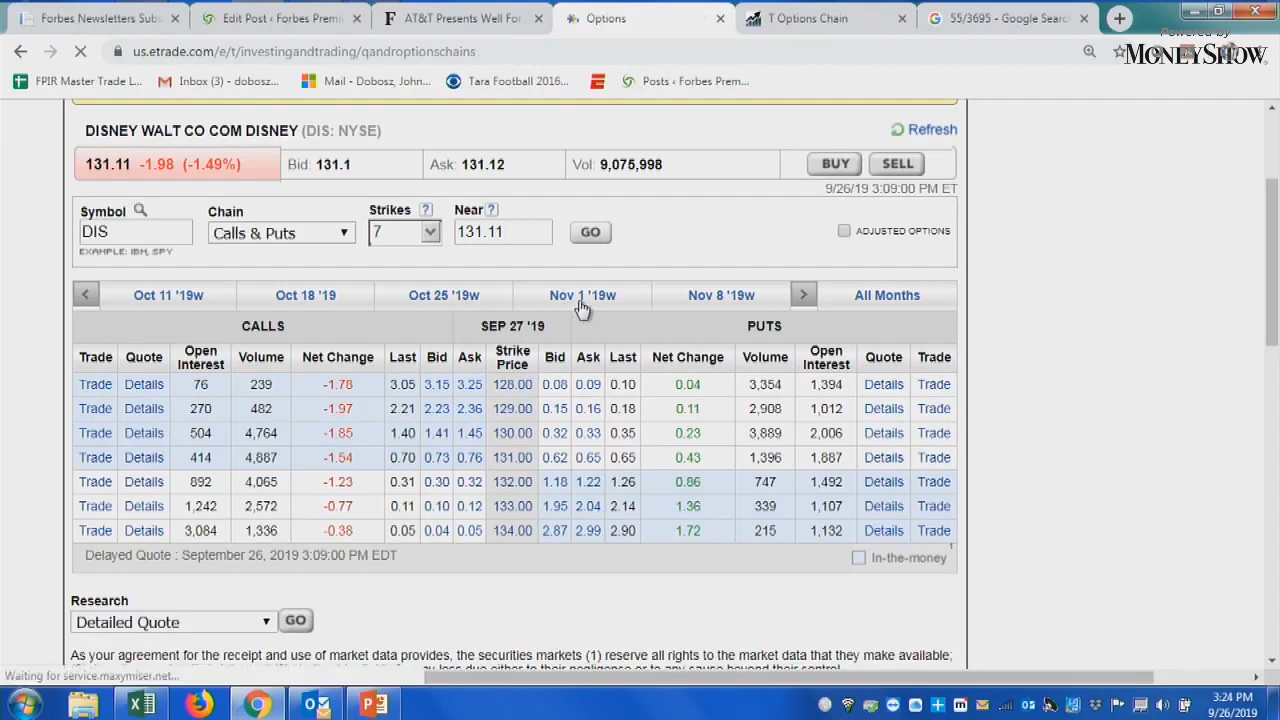 Forbes Newsletters Subs
Edit Post ‹ Forbes Premi
AT&T Presents Well For
Options
T Options Chain
55/3695 - Google Search
Powered by
MONEYSHOW
us.etrade.com/e/t/investingandtrading/qandroptionschains
FPIR Master Trade L...
Inbox (3) - dobosz...
Mail - Dobosz, John...
Tara Football 2016...
Posts ‹ Forbes Prem...
DISNEY WALT CO COM DISNEY (DIS: NYSE)
Refresh
131.11 -1.98 (-1.49%)
Bid: 131.1
Ask: 131.12
Vol: 9,075,998
BUY
SELL
9/26/19 3:09:00 PM ET
Symbol Chain Strikes ? Near ?
DIS Calls & Puts 7 131.11 GO ADJUSTED OPTIONS
EXAMPLE: IBM, SPY
< Oct 11 '19w Oct 18 '19 Oct 25 '19w Nov 1 '19w Nov 8 '19w > All Months
CALLS SEP 27 '19 PUTS
Trade Quote Open Interest Volume Net Change Last Bid Ask Strike Price Bid Ask Last Net Change Volume Open Interest Quote Trade
Trade Details 76 239 -1.78 3.05 3.15 3.25 128.00 0.08 0.09 0.10 0.04 3,354 1,394 Details Trade
Trade Details 270 482 -1.97 2.21 2.23 2.36 129.00 0.15 0.16 0.18 0.11 2,908 1,012 Details Trade
Trade Details 504 4,764 -1.85 1.40 1.41 1.45 130.00 0.32 0.33 0.35 0.23 3,889 2,006 Details Trade
Trade Details 414 4,887 -1.54 0.70 0.73 0.76 131.00 0.62 0.65 0.65 0.43 1,396 1,887 Details Trade
Trade Details 892 4,065 -1.23 0.31 0.30 0.32 132.00 1.18 1.22 1.26 0.86 747 1,492 Details Trade
Trade Details 1,242 2,572 -0.77 0.11 0.10 0.12 133.00 1.95 2.04 2.14 1.36 339 1,107 Details Trade
Trade Details 3,084 1,336 -0.38 0.05 0.04 0.05 134.00 2.87 2.99 2.90 1.72 215 1,132 Details Trade
Delayed Quote : September 26, 2019 3:09:00 PM EDT
In-the-money 1
Research
Detailed Quote GO
As your agreement for the receipt and use of market data provides, the securities markets (1) reserve all rights to the market data that they make available;
may less due either to their negligence or to any cause beyond their control
Waiting for service.maxymiser.net...
3:24 PM
9/26/2019